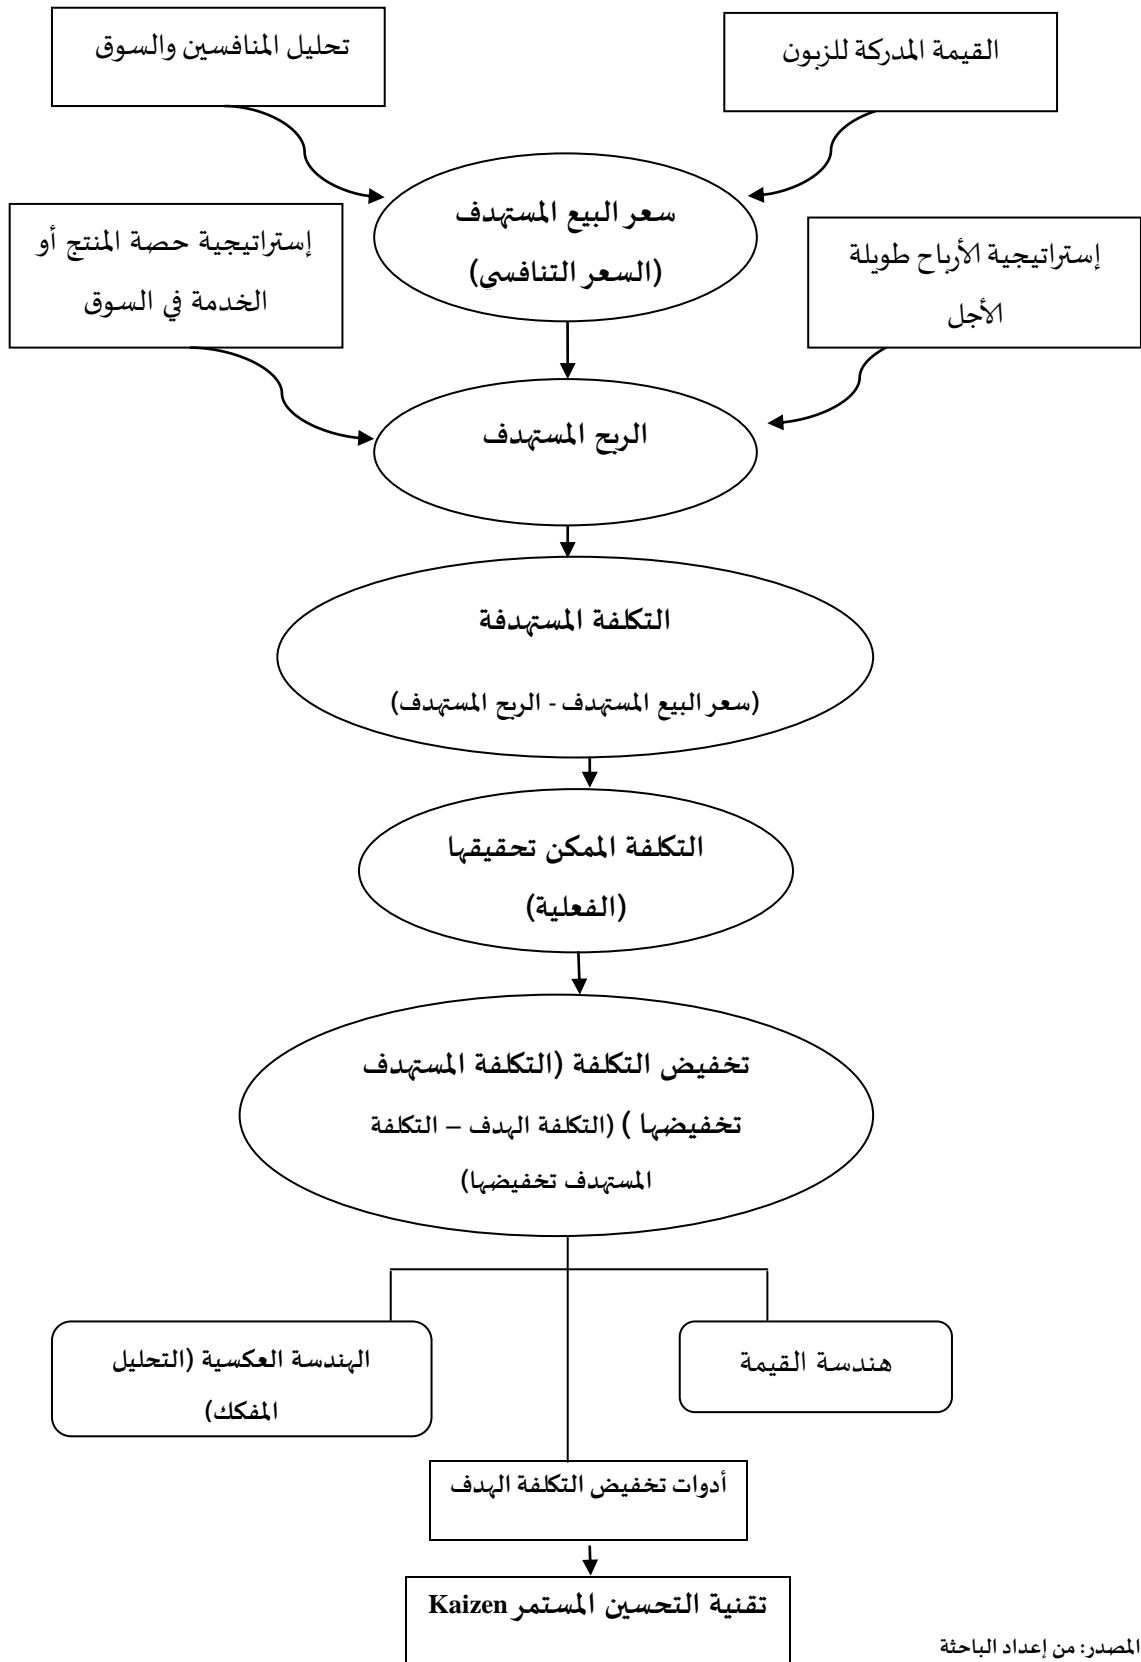 القيمة المدركة للزبون
تحليل المنافسين والسوق
سعر البيع المستهدف
(السعر التنافسي)
إستراتيجية الأرباح طويلة
الأجل
إستراتيجية حصة المنتج أو
الخدمة في السوق
الربح المستهدف
التكلفة المستهدفة
(سعر البيع المستهدف - الربح المستهدف)
التكلفة الممكن تحقيقها
(الفعلية)
تخفيض التكلفة (التكلفة المستهدف
تخفيضها ) (التكلفة الهدف – التكلفة
المستهدف تخفيضها)
هندسة القيمة
الهندسة العكسية (التحليل
المفكك)
أدوات تخفيض التكلفة الهدف
تقنية التحسين المستمر Kaizen
المصدر: من إعداد الباحثة